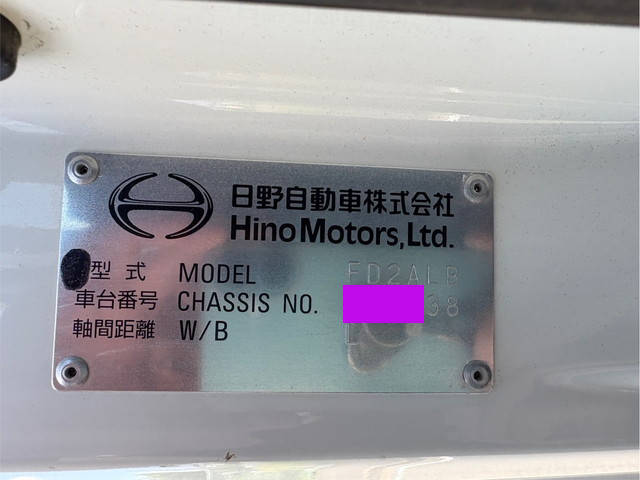 日野自動車株式会社
Hino Motors, Ltd.
型式 MODEL FD2ALB
車台番号 CHASSIS NO. 38
軸間距離 W/B L